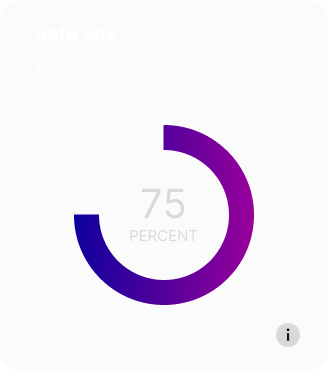 Safe sex
This graph shows your amount
of protected sex encounters.
75
PERCENT
i